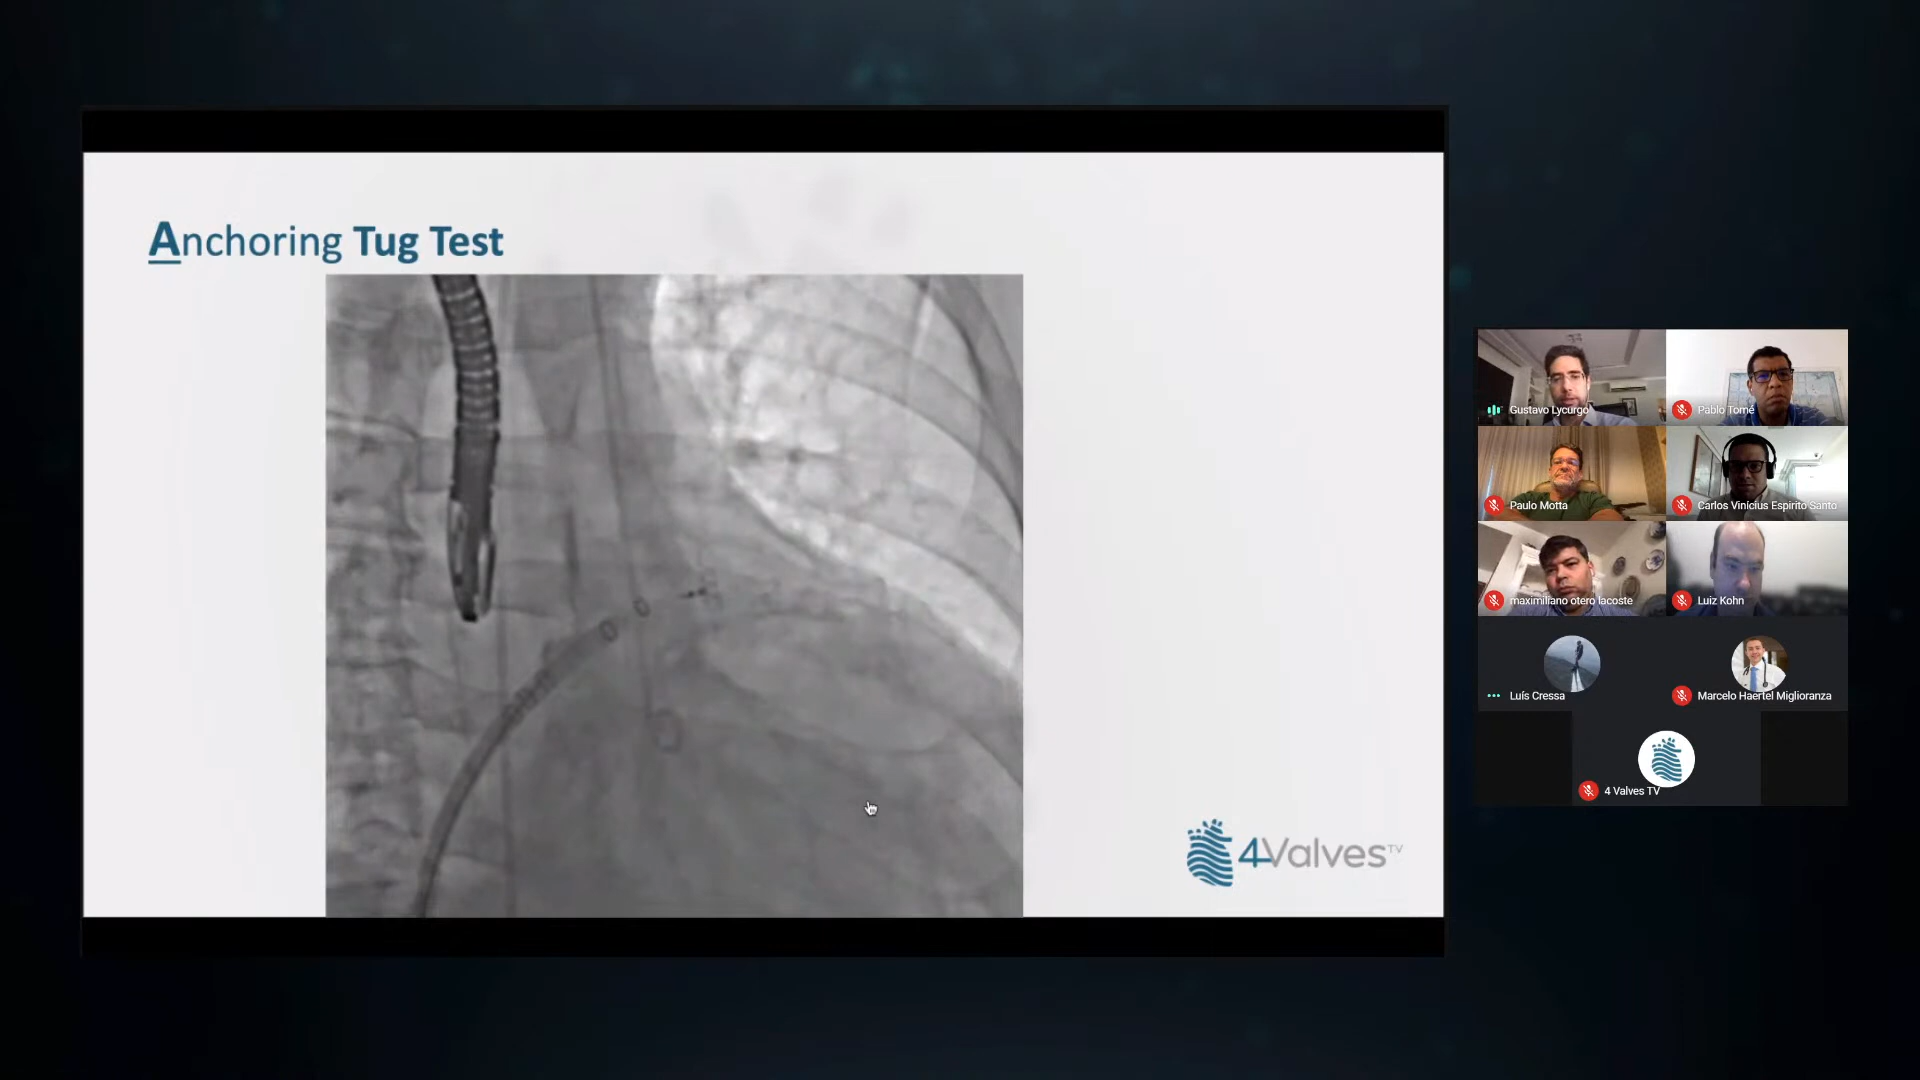 Anchoring Tug Test
4Valves TV
Gustavo Lycurgo
Pablo Tomé
Paulo Motta
Carlos Vinicius Espirito Santo
maximiliano otero lacoste
Luiz Kohn
Luís Cressa
Marcelo Haertel Miglioranza
4 Valves TV